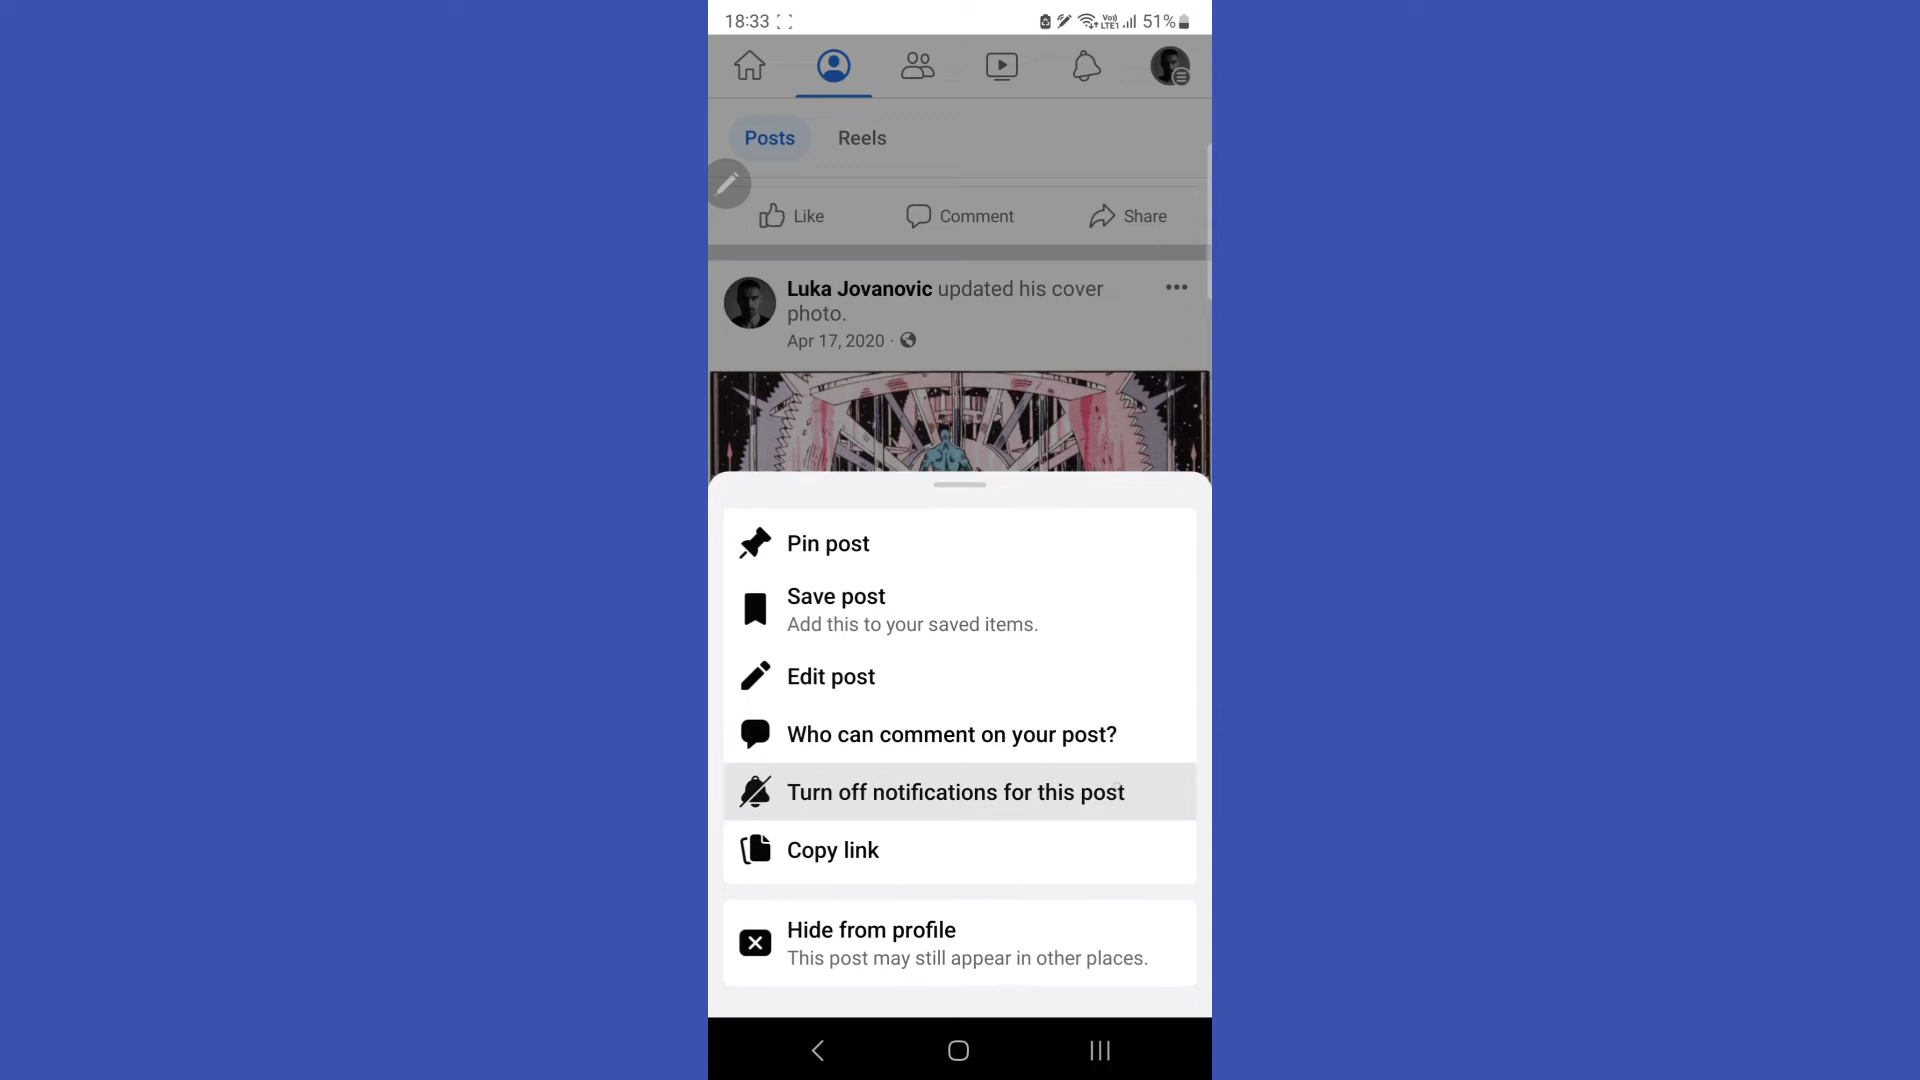 18:33
Vo)) LTE1 51%
Posts Reels
Like Comment Share
Luka Jovanovic updated his cover
photo.
Apr 17, 2020 ·
Pin post
Save post
Add this to your saved items.
Edit post
Who can comment on your post?
Turn off notifications for this post
Copy link
Hide from profile
This post may still appear in other places.